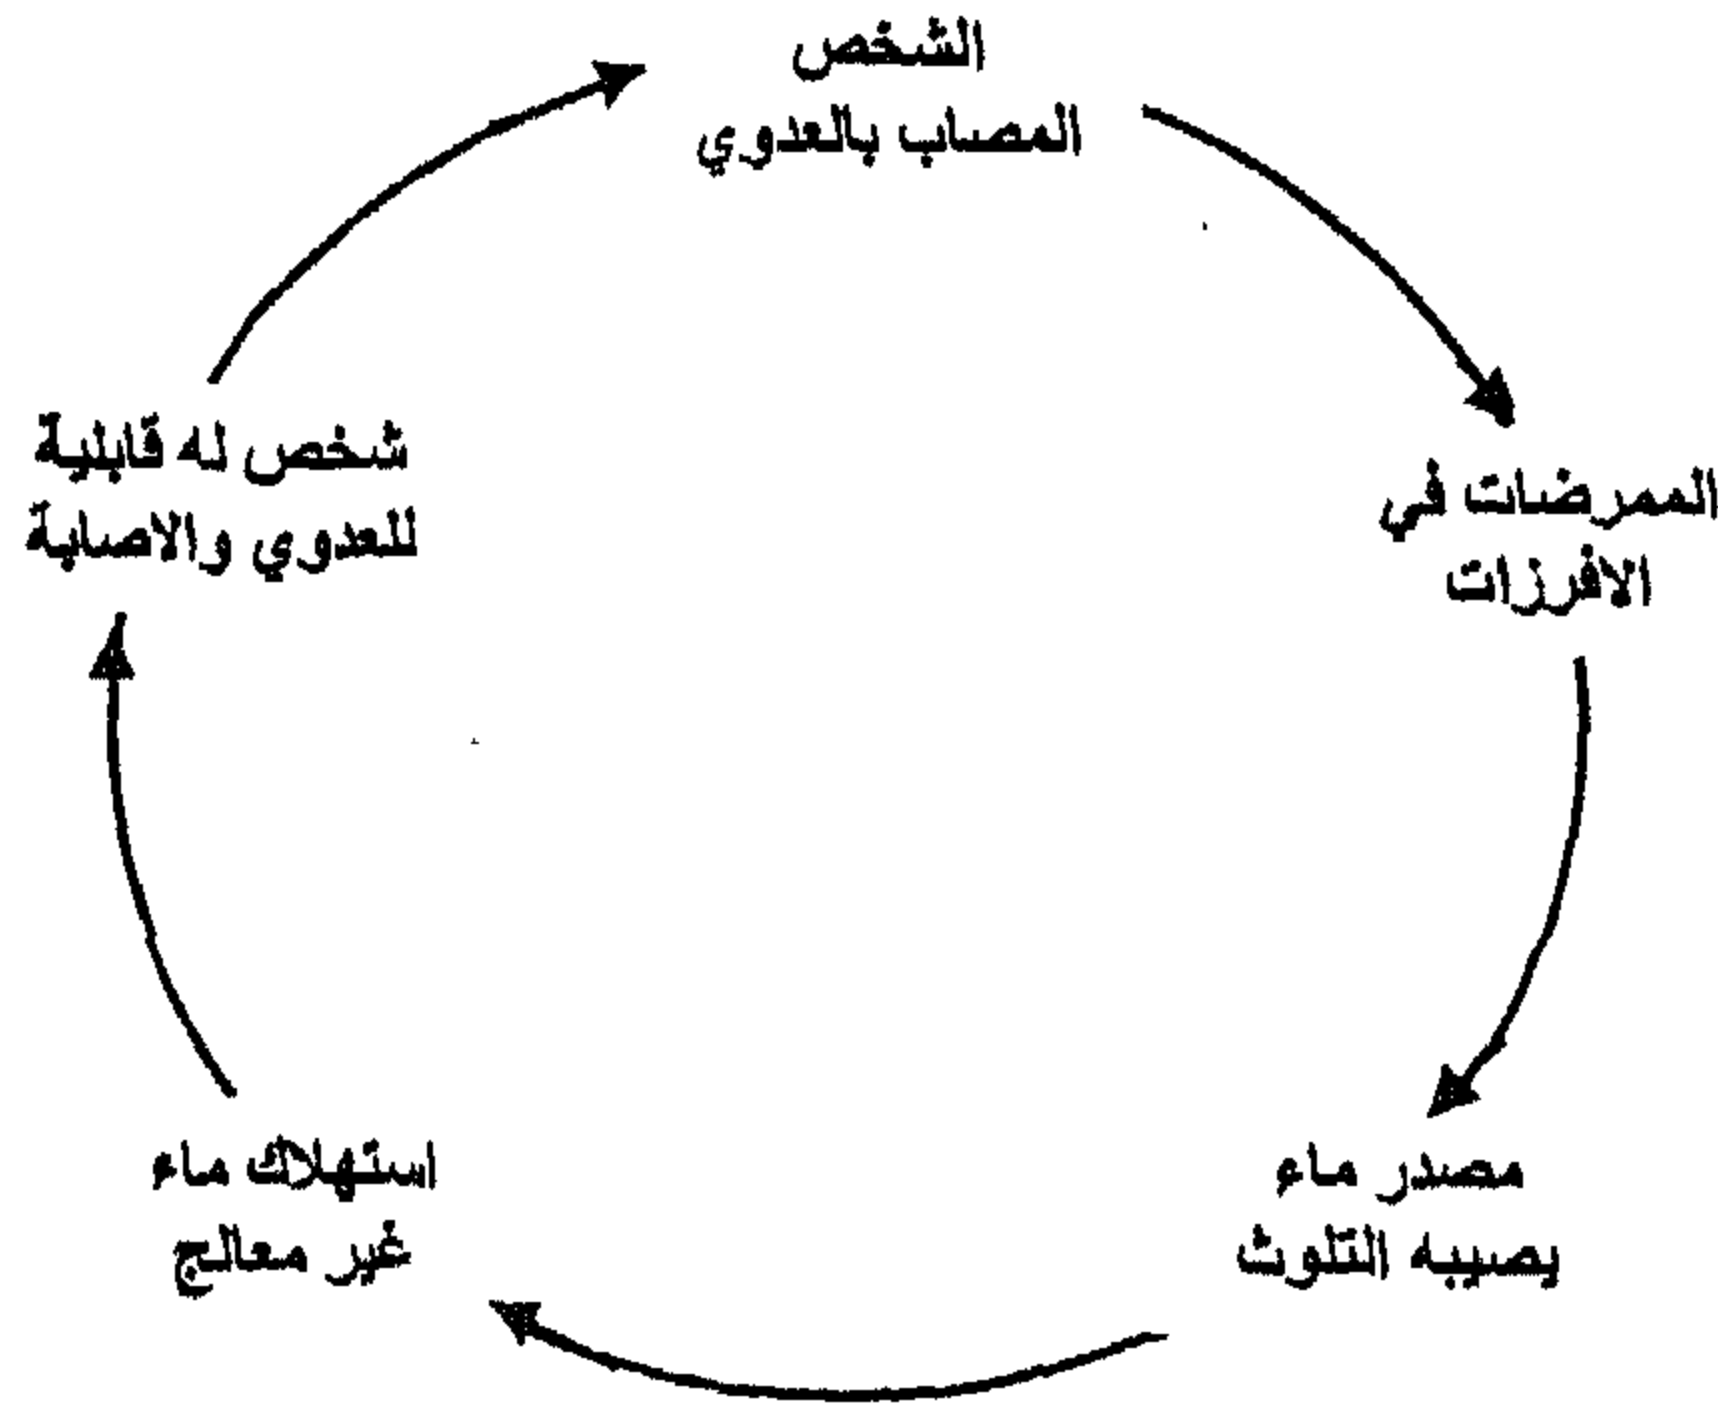 الشخص
المصاب بالعدوي
الممرضات في
الافرزات
مصدر ماء
يصيبه التلوث
استهلاك ماء
غير معالج
شخص له قابلية
للعدوي والاصابة